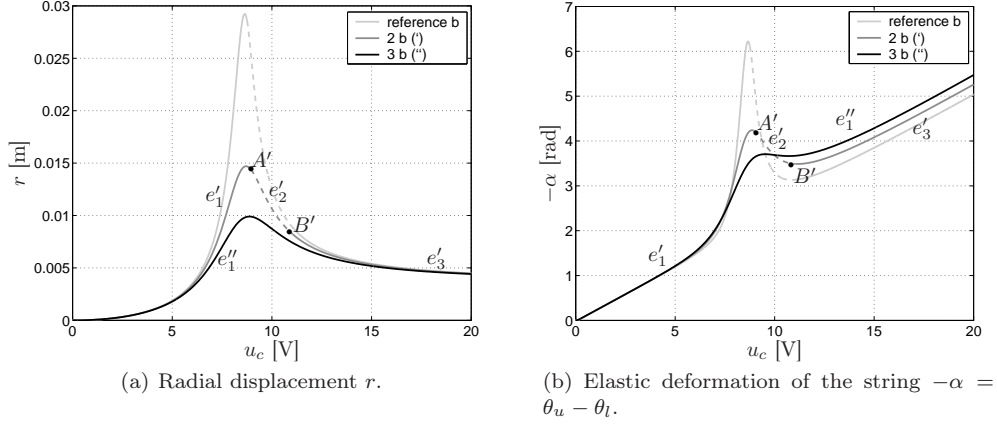 0.03
0.025
0.02
0.015
0.01
0.005
0
0 5 10 15 20
r [m]
u_c [V]
reference b
2 b (')
3 b ('')
A'
B'
e'_1
e'_2
e'_3
e''_1
(a) Radial displacement r.
7
6
5
4
3
2
1
0
0 5 10 15 20
−α [rad]
u_c [V]
reference b
2 b (')
3 b ('')
A'
e'_2
B'
e''_1
e'_3
e'_1
(b) Elastic deformation of the string −α =
θ_u − θ_l.